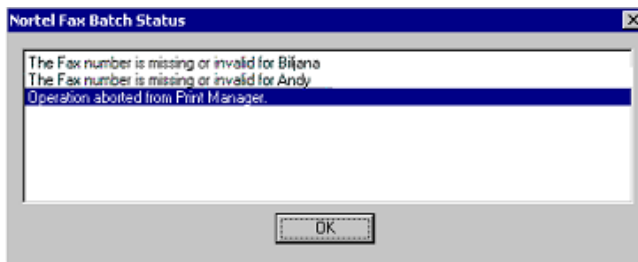 Nortel Fax Batch Status
The Fax number is missing or invalid for Biljana
The Fax number is missing or invalid for Andy
Operation aborted from Print Manager.
OK